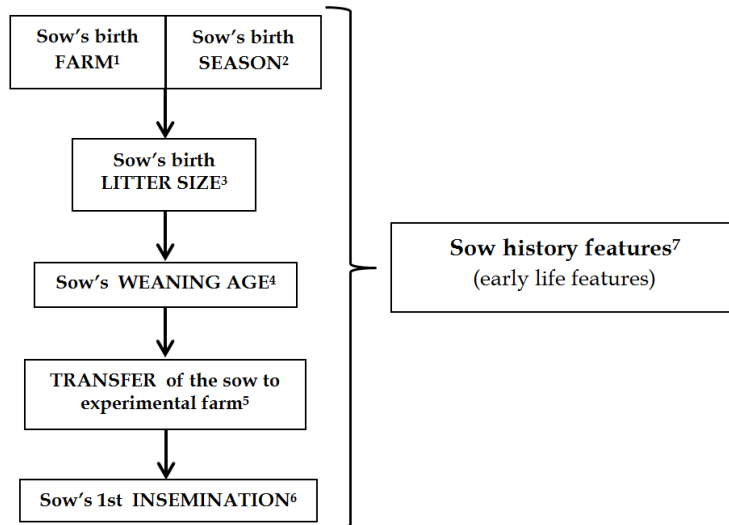 Sow's birth
FARM¹
Sow's birth
SEASON²
Sow's birth
LITTER SIZE³
Sow's WEANING AGE⁴
TRANSFER of the sow to
experimental farm⁵
Sow's 1st INSEMINATION⁶
Sow history features⁷
(early life features)